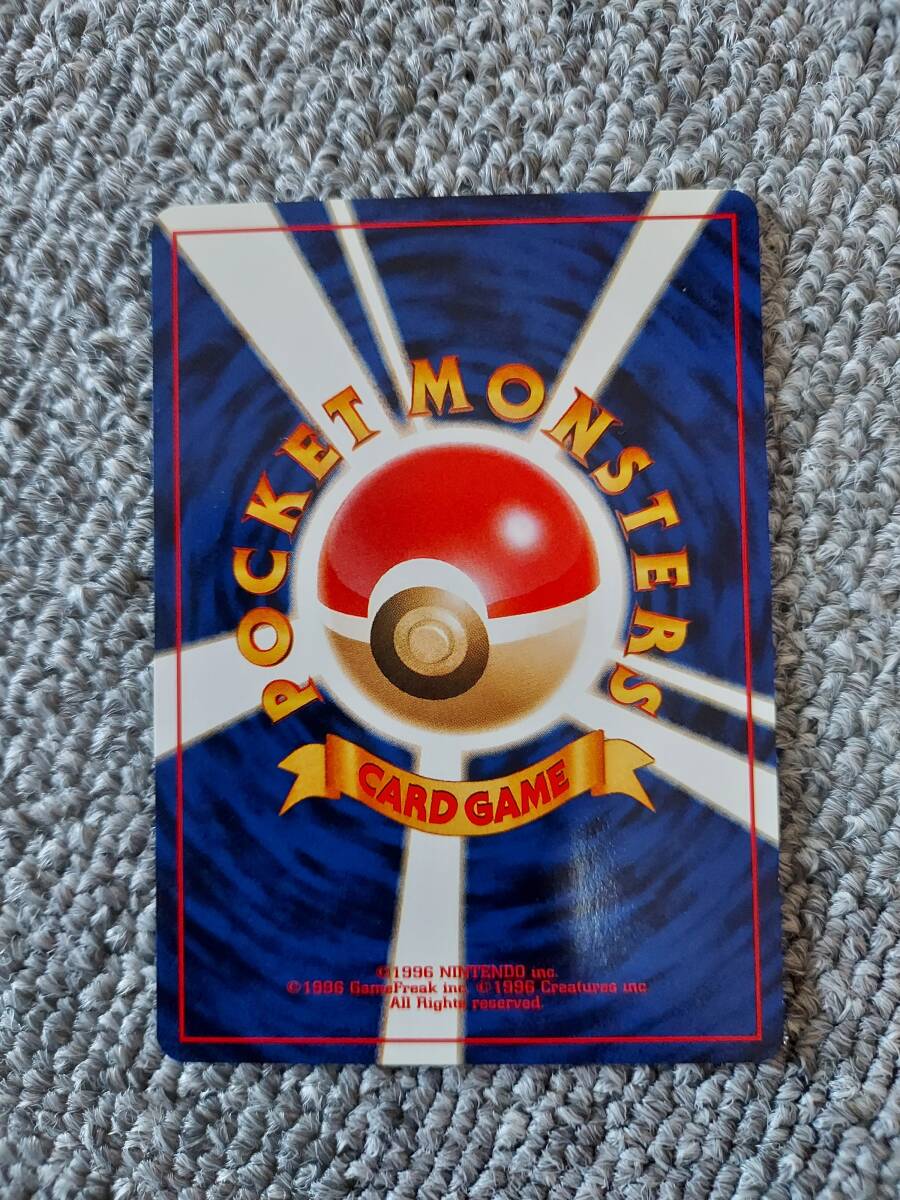 POCKET MONSTERS
CARD GAME
©1996 NINTENDO inc.
©1996 GameFreak inc. ©1996 Creatures inc
All Rights reserved.